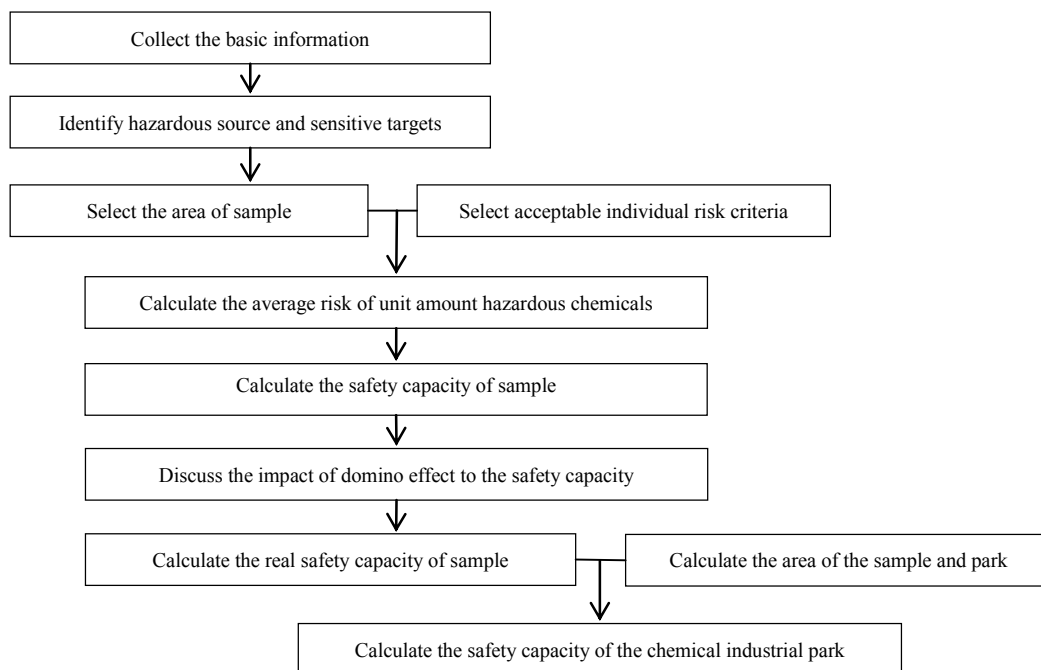 Collect the basic information
Identify hazardous source and sensitive targets
Select the area of sample
Select acceptable individual risk criteria
Calculate the average risk of unit amount hazardous chemicals
Calculate the safety capacity of sample
Discuss the impact of domino effect to the safety capacity
Calculate the real safety capacity of sample
Calculate the area of the sample and park
Calculate the safety capacity of the chemical industrial park